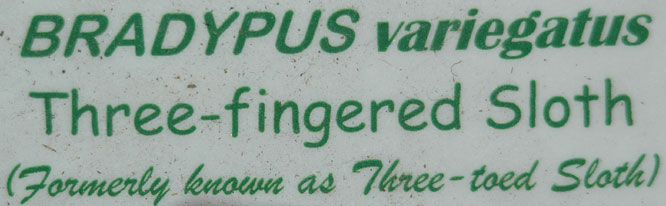 BRADYPUS variegatus
Three-fingered Sloth
(Formerly known as Three-toed Sloth)